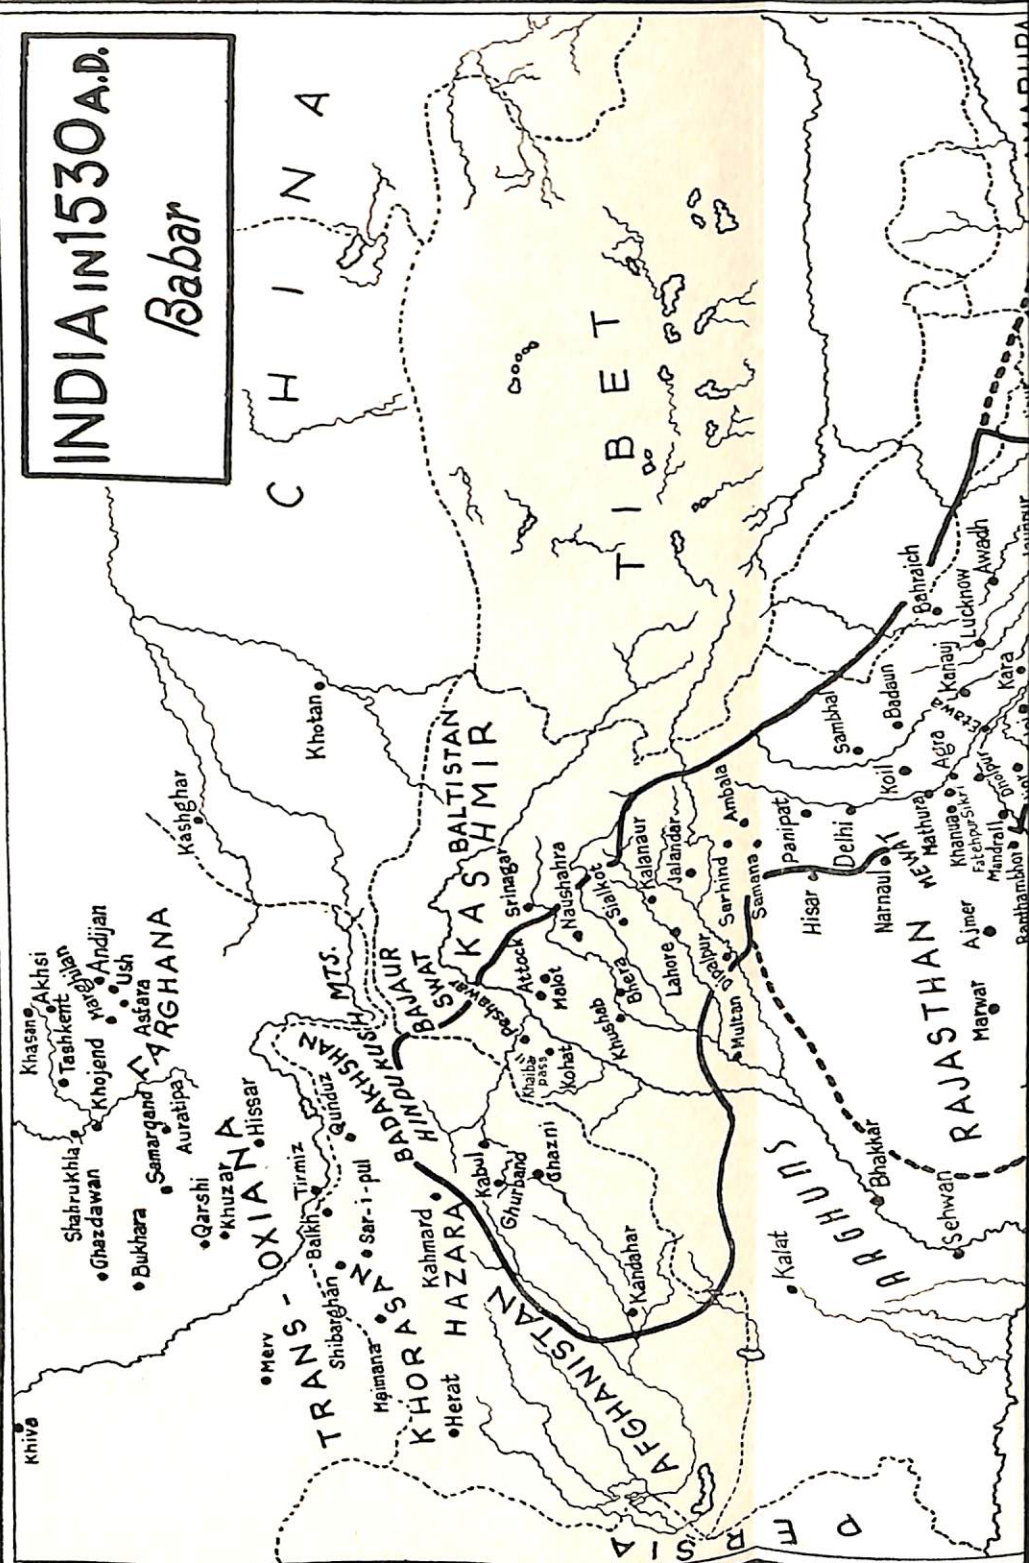 INDIA IN 1530 A.D.
Babar
CHINA
TIBET
Khiva
Khasan
Akhsi
Tashkent
Marghilan
Andijan
Ush
Shahrukhia
Khojend
Asfara
FARGHANA
Ghazdawan
Samarqand
Auratipa
Bukhara
Qarshi
Khuzar
Hissar
TRANS-OXIANA
Merv
Kashghar
Khotan
Tirmiz
Balkh
Qunduz
BADAKHSHAN
HINDUKUSH MTS.
Shibarghan
Sar-i-pul
Maimana
KHORASAN
Kahmard
HAZARA
Herat
BAJAUR
SWAT
BALTISTAN
KASHMIR
Srinagar
Kabul
Ghurband
Ghazni
Peshawar
Khaibar pass
Kohat
Attock
Malot
Naushahra
Sialkot
Kalanaur
Jalandar
Khushab
Bhera
Lahore
Dipalpur
Multan
Sarhind
Samana
Ambala
AFGHANISTAN
Kandahar
PERSIA
Kalat
ARGHUNS
Bhakkar
Sehwan
Hisar
Panipat
Delhi
Narnaul
MEWAT
RAJASTHAN
Marwar
Ajmer
Koil
Mathura
Agra
Khanua
Fatehpur Sikri
Mandrail
Dholpur
Ranthambhor
Sambhal
Badaun
Etawa
Kanauj
Bahraich
Lucknow
Awadh
Kara